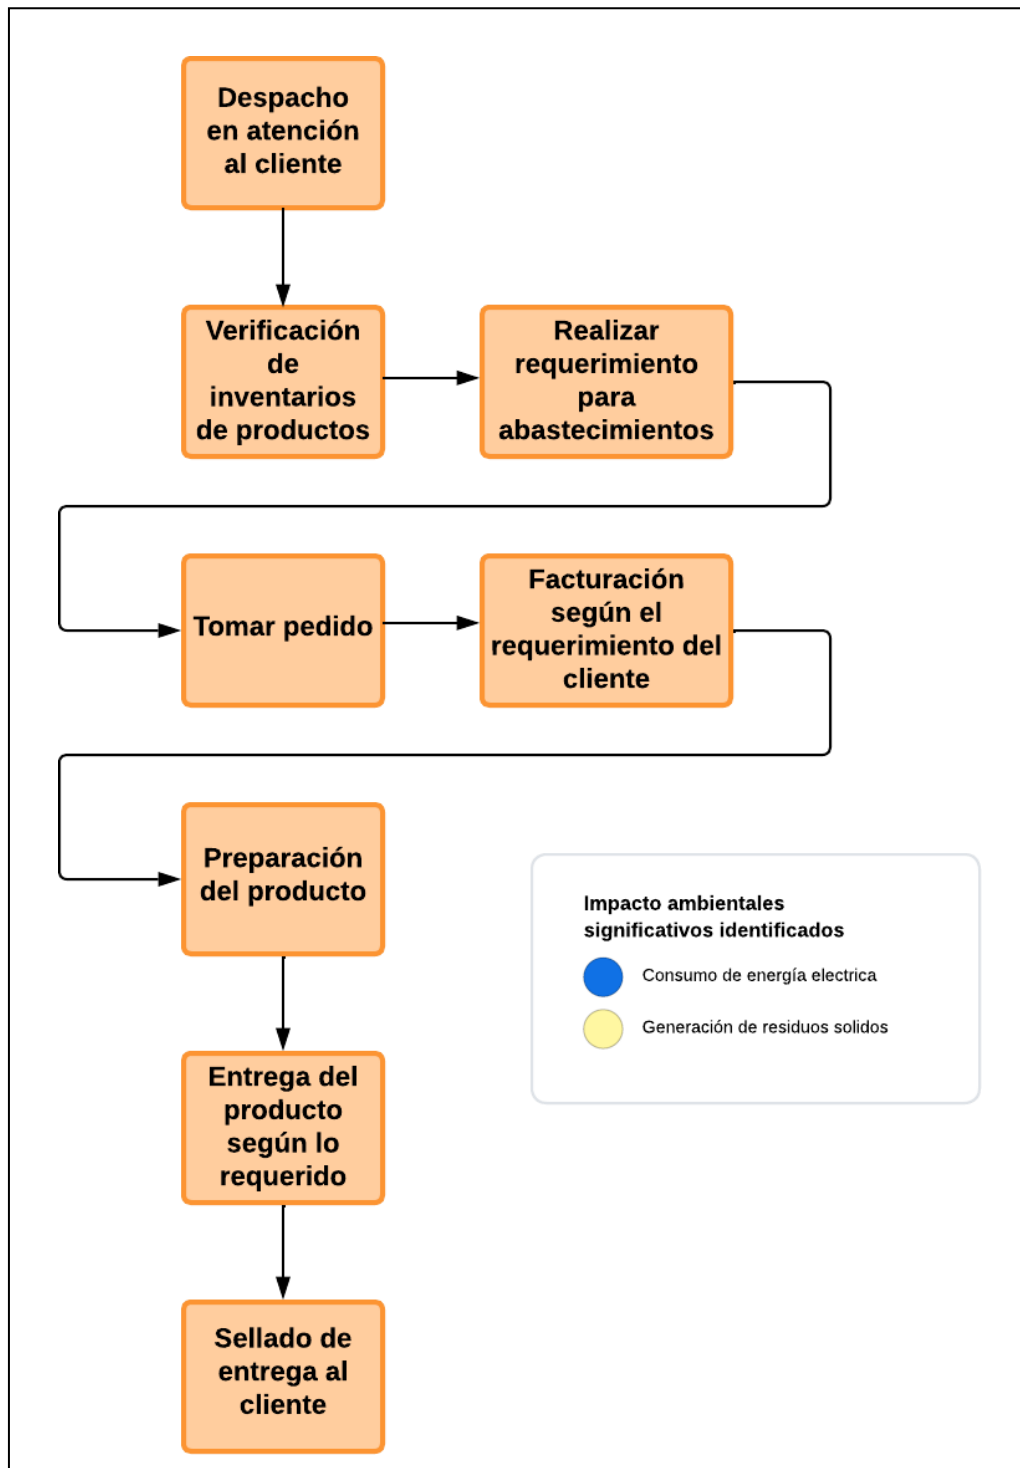 Despacho
en atención
al cliente
Verificación
de
inventarios
de productos
Realizar
requerimiento
para
abastecimientos
Tomar pedido
Facturación
según el
requerimiento del
cliente
Preparación
del producto
Impacto ambientales
significativos identificados
Consumo de energía electrica
Generación de residuos solidos
Entrega del
producto
según lo
requerido
Sellado de
entrega al
cliente